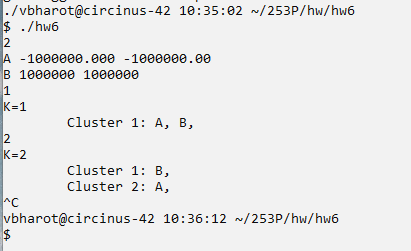 ./vbharot@circinus-42 10:35:02 ~/253P/hw/hw6
$ ./hw6
2
A -1000000.000 -1000000.00
B 1000000 1000000
1
K=1
Cluster 1: A, B,
2
K=2
Cluster 1: B,
Cluster 2: A,
^C
vbharot@circinus-42 10:36:12 ~/253P/hw/hw6
$